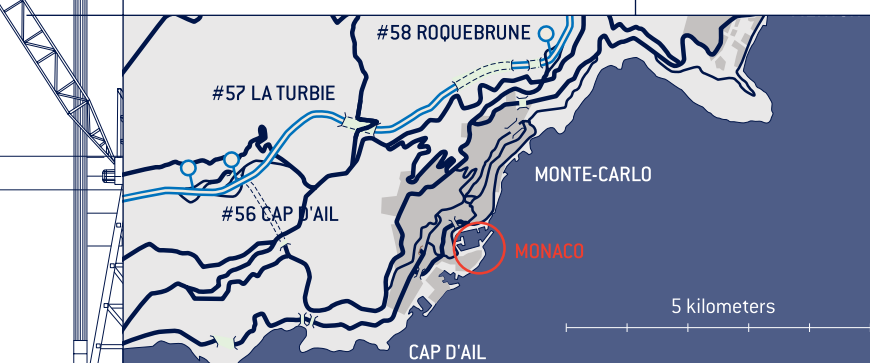 #58 ROQUEBRUNE
#57 LA TURBIE
MONTE-CARLO
#56 CAP D'AIL
MONACO
5 kilometers
CAP D'AIL